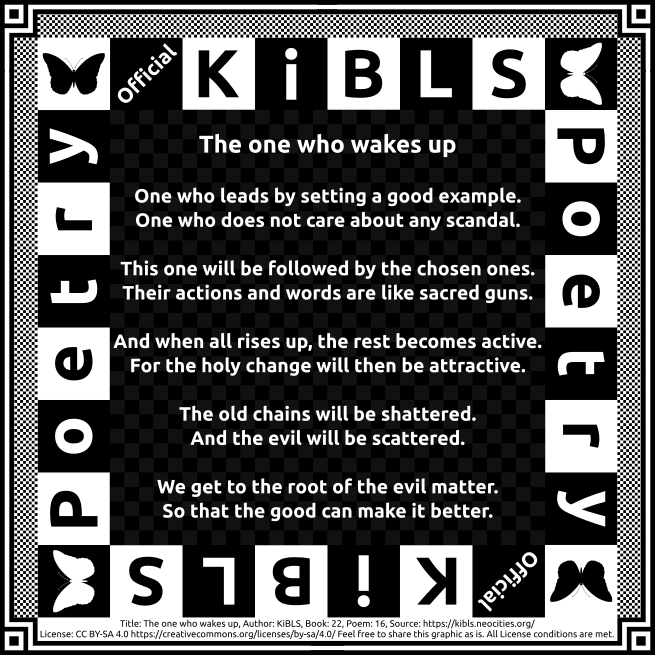 Official KiBLS
Poetry
Poetry
The one who wakes up
One who leads by setting a good example.
One who does not care about any scandal.
This one will be followed by the chosen ones.
Their actions and words are like sacred guns.
And when all rises up, the rest becomes active.
For the holy change will then be attractive.
The old chains will be shattered.
And the evil will be scattered.
We get to the root of the evil matter.
So that the good can make it better.
Official KiBLS
Title: The one who wakes up, Author: KiBLS, Book: 22, Poem: 16, Source: https://kibls.neocities.org/
License: CC BY-SA 4.0 https://creativecommons.org/licenses/by-sa/4.0/ Feel free to share this graphic as is. All License conditions are met.